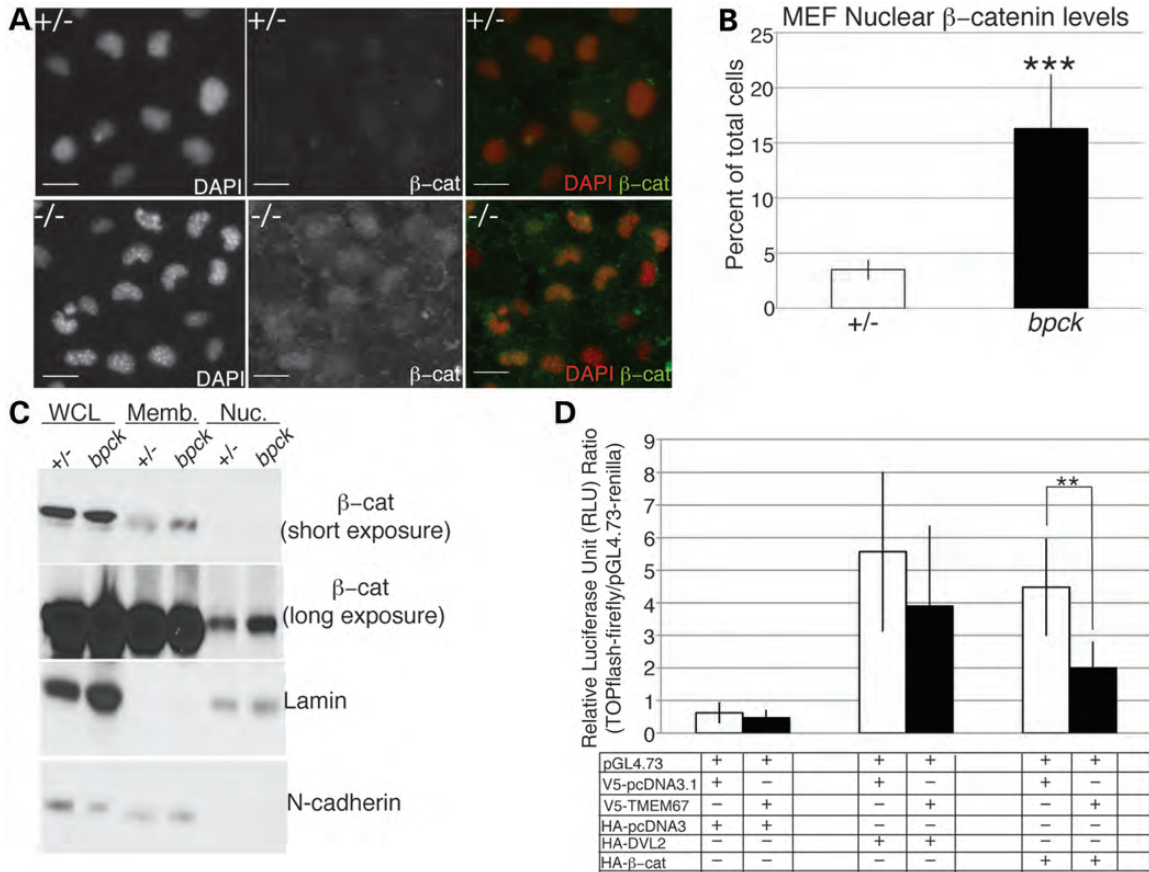 A
+/-
+/-
+/-
DAPI
β-cat
DAPI β-cat
-/-
-/-
-/-
DAPI
β-cat
DAPI β-cat
B
MEF Nuclear β-catenin levels
Percent of total cells
25
20
15
10
5
0
***
+/-
bpck
C
WCL Memb. Nuc.
+/- bpck +/- bpck +/- bpck
β-cat
(short exposure)
β-cat
(long exposure)
Lamin
N-cadherin
D
Relative Luciferase Unit (RLU) Ratio
(TOPflash-firefly/pGL4.73-renilla)
9
8
7
6
5
4
3
2
1
0
**
pGL4.73 + + + + + +
V5-pcDNA3.1 + − + − + −
V5-TMEM67 − + − + − +
HA-pcDNA3 + + − − − −
HA-DVL2 − − + + − −
HA-β-cat − − − − + +